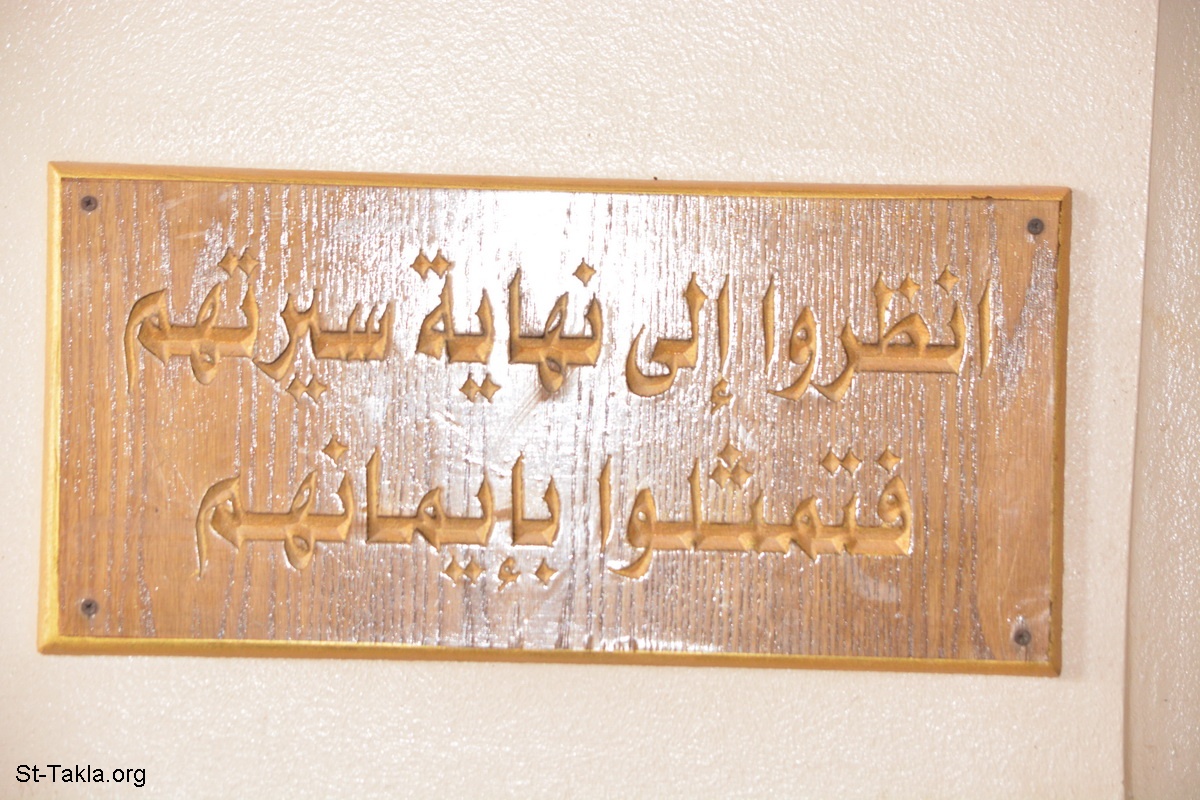 انظروا إلى نهاية سيرتهم
فتمثلوا بإيمانهم
St-Takla.org